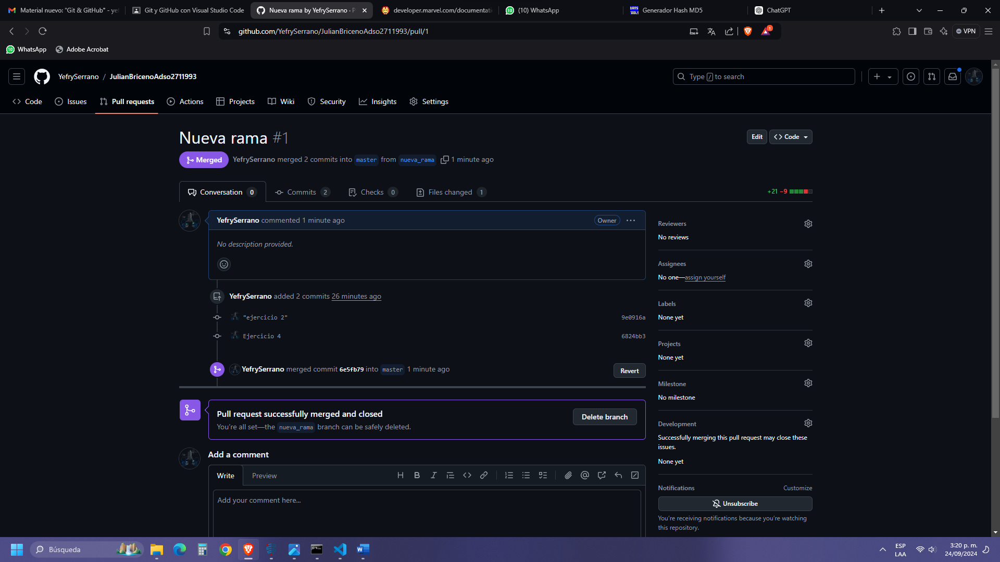 Material nuevo: "Git & GitHub" - ye
Git y GitHub con Visual Studio Code
Nueva rama by YefrySerrano · P
developer.marvel.com/documentati
(10) WhatsApp
Generador Hash MD5
ChatGPT
github.com/YefrySerrano/JulianBricenoAdso2711993/pull/1
1
VPN
10 WhatsApp
Adobe Acrobat
YefrySerrano / JulianBricenoAdso2711993
Type / to search
Code
Issues
Pull requests
Actions
Projects
Wiki
Security
Insights
Settings
Nueva rama #1
Edit
Code
Merged
YefrySerrano merged 2 commits into master from nueva_rama 1 minute ago
Conversation 0
Commits 2
Checks 0
Files changed 1
+21 −9
YefrySerrano commented 1 minute ago
Owner
No description provided.
YefrySerrano added 2 commits 26 minutes ago
"ejercicio 2"
9e0916a
Ejercicio 4
6824bb3
YefrySerrano merged commit 6e5fb79 into master 1 minute ago
Revert
Pull request successfully merged and closed
You're all set—the nueva_rama branch can be safely deleted.
Delete branch
Add a comment
Write
Preview
Add your comment here...
Reviewers
No reviews
Assignees
No one—assign yourself
Labels
None yet
Projects
None yet
Milestone
No milestone
Development
Successfully merging this pull request may close these
issues.
None yet
Notifications
Customize
Unsubscribe
You're receiving notifications because you're watching
this repository.
Búsqueda
ESP
LAA
3:20 p. m.
24/09/2024